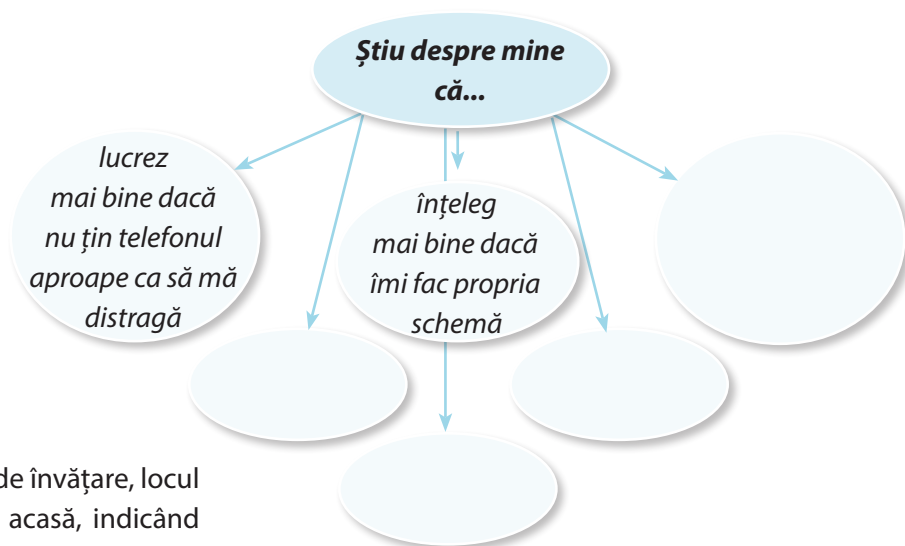 Știu despre mine
că...
lucrez
mai bine dacă
nu țin telefonul
aproape ca să mă
distragă
înțeleg
mai bine dacă
îmi fac propria
schemă
de învățare, locul
acasă, indicând